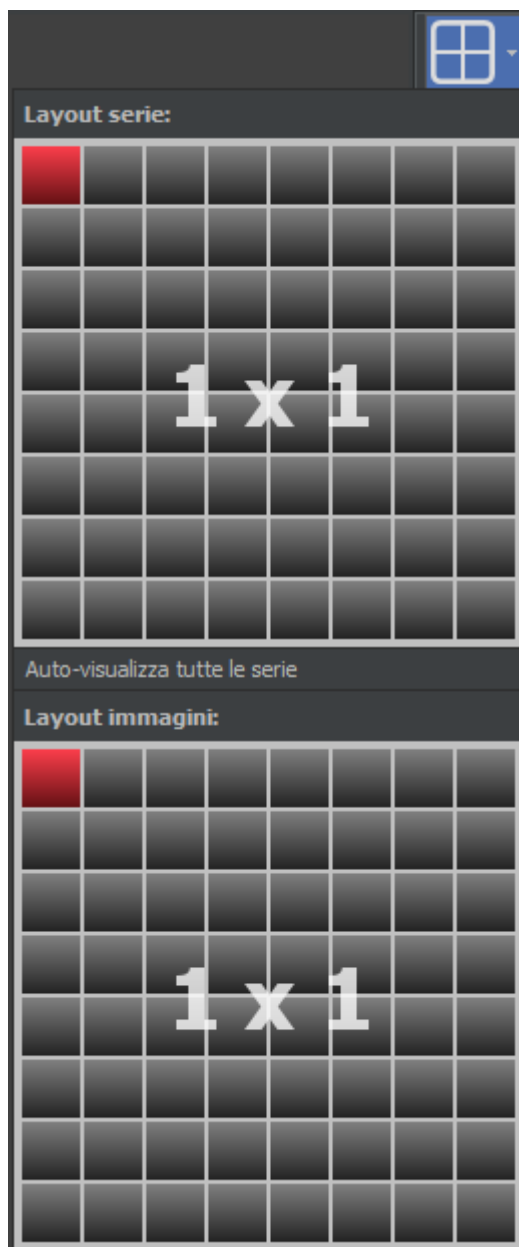 Layout serie:
1 x 1
Auto-visualizza tutte le serie
Layout immagini:
1 x 1